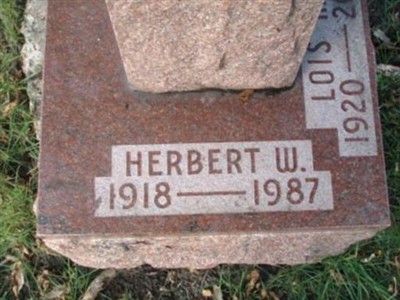 HERBERT W.
1918 — 1987
LOIS
1920 —